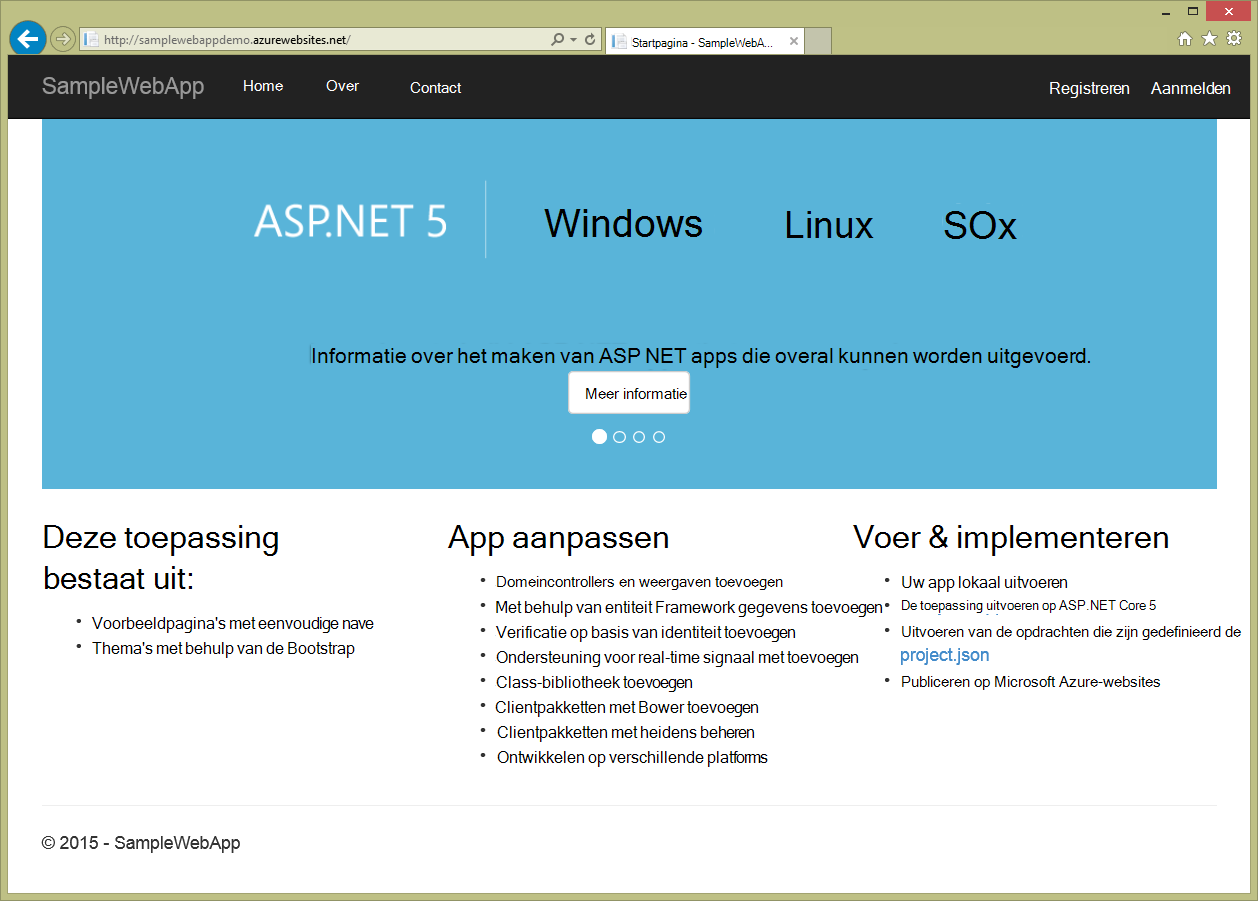 http://samplewebappdemo.azurewebsites.net/
Startpagina - SampleWebA...
SampleWebApp Home Over Contact Registreren Aanmelden
ASP.NET 5 Windows Linux SOx
Informatie over het maken van ASP NET apps die overal kunnen worden uitgevoerd.
Meer informatie
Deze toepassing
bestaat uit:
Voorbeeldpagina's met eenvoudige nave
Thema's met behulp van de Bootstrap
App aanpassen
Domeincontrollers en weergaven toevoegen
Met behulp van entiteit Framework gegevens toevoegen
Verificatie op basis van identiteit toevoegen
Ondersteuning voor real-time signaal met toevoegen
Class-bibliotheek toevoegen
Clientpakketten met Bower toevoegen
Clientpakketten met heidens beheren
Ontwikkelen op verschillende platforms
Voer & implementeren
Uw app lokaal uitvoeren
De toepassing uitvoeren op ASP.NET Core 5
Uitvoeren van de opdrachten die zijn gedefinieerd de
project.json
Publiceren op Microsoft Azure-websites
© 2015 - SampleWebApp